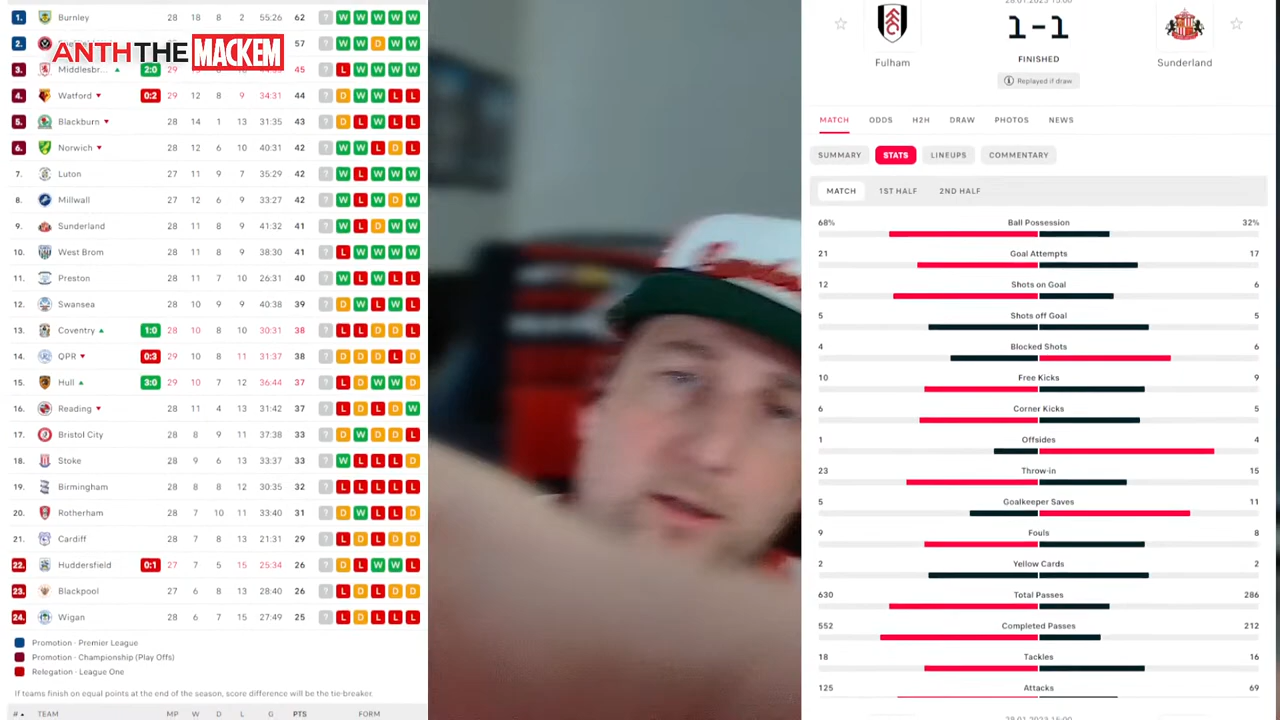 1. Burnley 28 18 8 2 55:26 62 ? W W W W W
2. 57 ? W W D W W
ANTHTHE MACKEM
3. Middlesbr... 2:0 29 45 ? L W W W W
4. Watford 0:2 29 12 8 9 34:31 44 ? D W W L L
5. Blackburn 28 14 1 13 31:35 43 ? D L W L L
6. Norwich 28 12 6 10 40:31 42 ? W W L D L
7. Luton 27 11 9 7 35:29 42 ? W L W W W
8. Millwall 27 12 6 9 33:27 42 ? W L W D W
9. Sunderland 28 11 8 9 41:32 41 ? W L D W W
10. West Brom 28 11 8 9 38:30 41 ? L W W W W
11. Preston 28 11 7 10 26:31 40 ? W L W L L
12. Swansea 28 10 9 9 40:38 39 ? D W L W L
13. Coventry 1:0 28 10 8 10 30:31 38 ? L L D D L
14. QPR 0:3 29 10 8 11 31:37 38 ? D D D L D
15. Hull 3:0 29 10 7 12 36:44 37 ? L D W W D
16. Reading 28 11 4 13 31:42 37 ? L D L D W
17. Bristol City 28 8 9 11 37:38 33 ? D W D D L
18. Stoke 28 9 6 13 33:37 33 ? W L L L D
19. Birmingham 28 8 8 12 30:35 32 ? L L L L L
20. Rotherham 28 7 10 11 33:40 31 ? D W L L D
21. Cardiff 28 7 8 13 21:31 29 ? L D L D D
22. Huddersfield 0:1 27 7 5 15 25:34 26 ? D L W W L
23. Blackpool 27 6 8 13 28:40 26 ? L D L D D
24. Wigan 28 6 7 15 27:49 25 ? L D L L L
Promotion - Premier League
Promotion - Championship (Play Offs)
Relegation - League One
If teams finish on equal points at the end of the season, score difference will be the tie-breaker.
# TEAM MP W D L G PTS FORM
28.01.2023 15:00
1-1
Fulham Sunderland
FINISHED
Replayed if draw
MATCH ODDS H2H DRAW PHOTOS NEWS
SUMMARY STATS LINEUPS COMMENTARY
MATCH 1ST HALF 2ND HALF
68% Ball Possession 32%
21 Goal Attempts 17
12 Shots on Goal 6
5 Shots off Goal 5
4 Blocked Shots 6
10 Free Kicks 9
6 Corner Kicks 5
1 Offsides 4
23 Throw-in 15
5 Goalkeeper Saves 11
9 Fouls 8
2 Yellow Cards 2
630 Total Passes 286
552 Completed Passes 212
18 Tackles 16
125 Attacks 69
28.01.2023 15:00